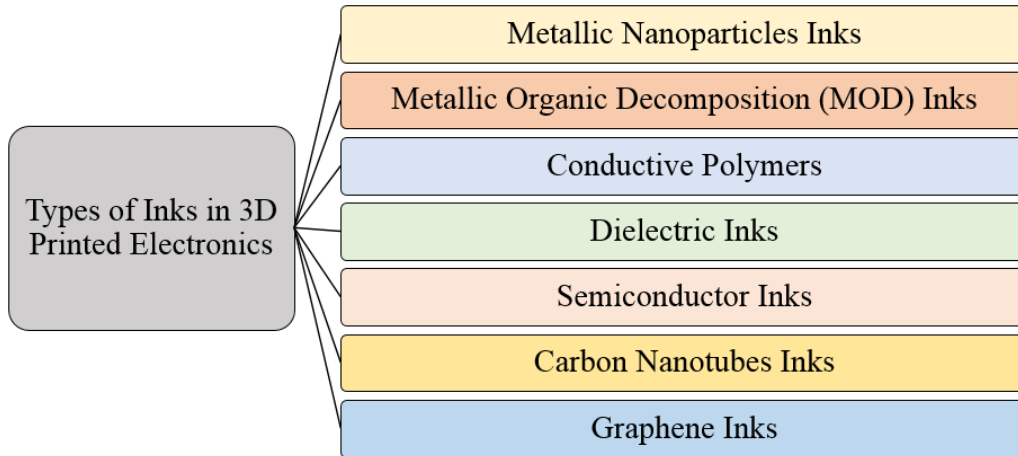 Types of Inks in 3D
Printed Electronics
Metallic Nanoparticles Inks
Metallic Organic Decomposition (MOD) Inks
Conductive Polymers
Dielectric Inks
Semiconductor Inks
Carbon Nanotubes Inks
Graphene Inks